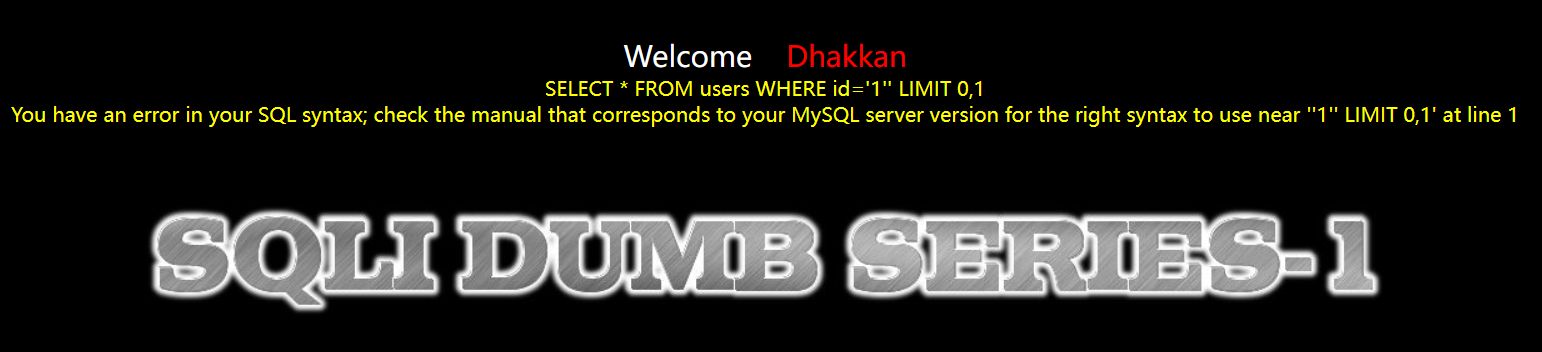 Welcome Dhakkan
SELECT * FROM users WHERE id='1'' LIMIT 0,1
You have an error in your SQL syntax; check the manual that corresponds to your MySQL server version for the right syntax to use near ''1'' LIMIT 0,1' at line 1
SQLI DUMB SERIES-1